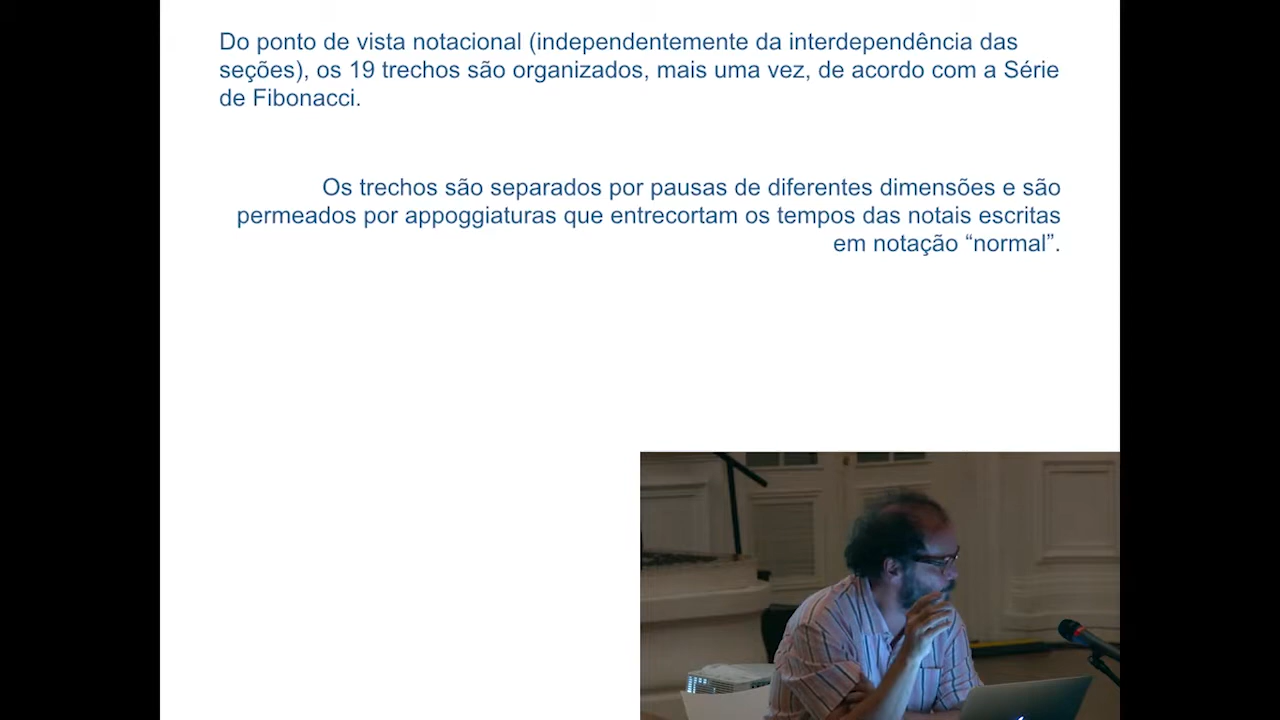 Do ponto de vista notacional (independentemente da interdependência das
seções), os 19 trechos são organizados, mais uma vez, de acordo com a Série
de Fibonacci.
Os trechos são separados por pausas de diferentes dimensões e são
permeados por appoggiaturas que entrecortam os tempos das notais escritas
em notação “normal”.